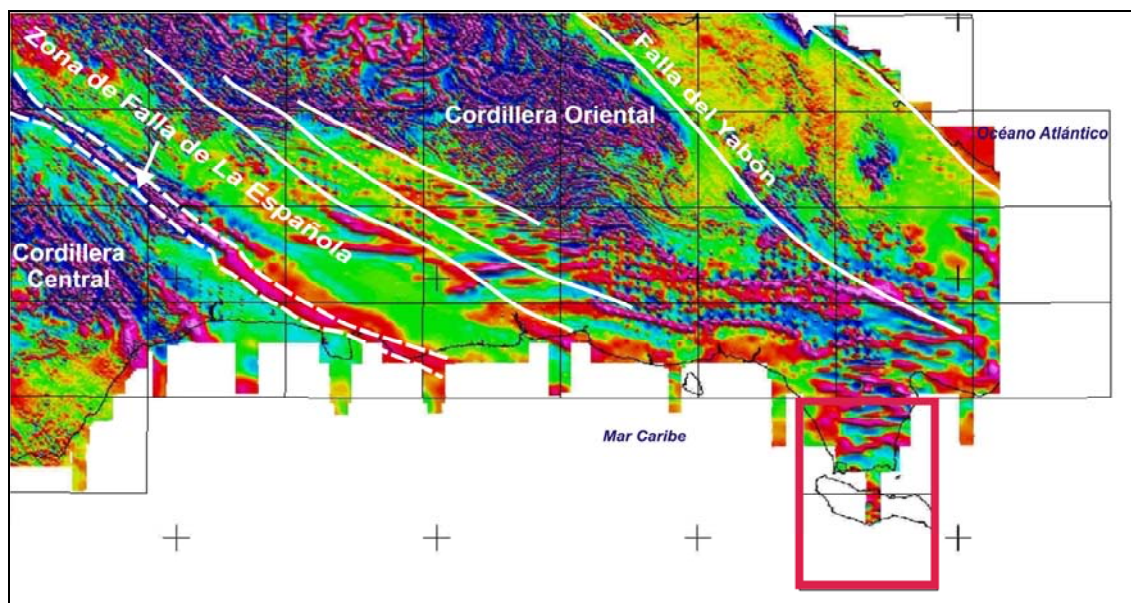 Zona de Falla de La Española
Cordillera Oriental
Falla del Yabón
Océano Atlántico
Cordillera
Central
Mar Caribe